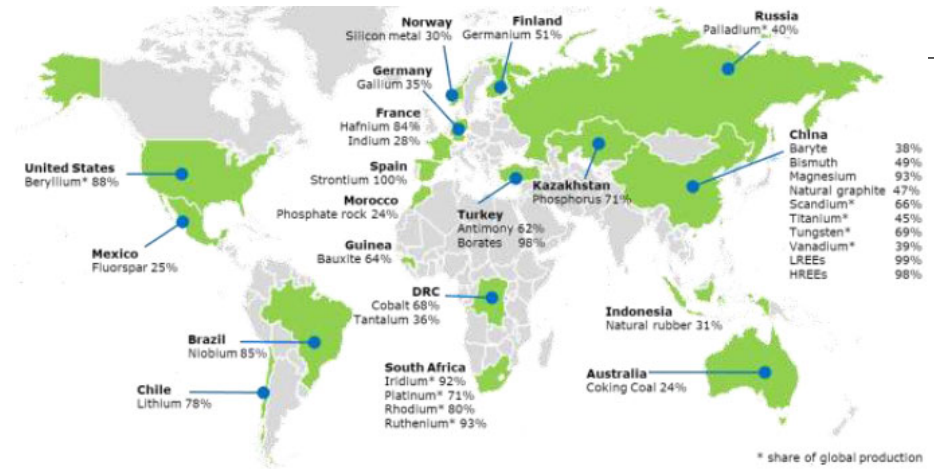 Norway
Silicon metal 30%
Finland
Germanium 51%
Russia
Palladium* 40%
Germany
Gallium 35%
France
Hafnium 84%
Indium 28%
Spain
Strontium 100%
Morocco
Phosphate rock 24%
United States
Beryllium* 88%
Mexico
Fluorspar 25%
Guinea
Bauxite 64%
Turkey
Antimony 62%
Borates 98%
Kazakhstan
Phosphorus 71%
China
Baryte 38%
Bismuth 49%
Magnesium 93%
Natural graphite 47%
Scandium* 66%
Titanium* 45%
Tungsten* 69%
Vanadium* 39%
LREEs 99%
HREEs 98%
DRC
Cobalt 68%
Tantalum 36%
Indonesia
Natural rubber 31%
Brazil
Niobium 85%
Chile
Lithium 78%
South Africa
Iridium* 92%
Platinum* 71%
Rhodium* 80%
Ruthenium* 93%
Australia
Coking Coal 24%
* share of global production